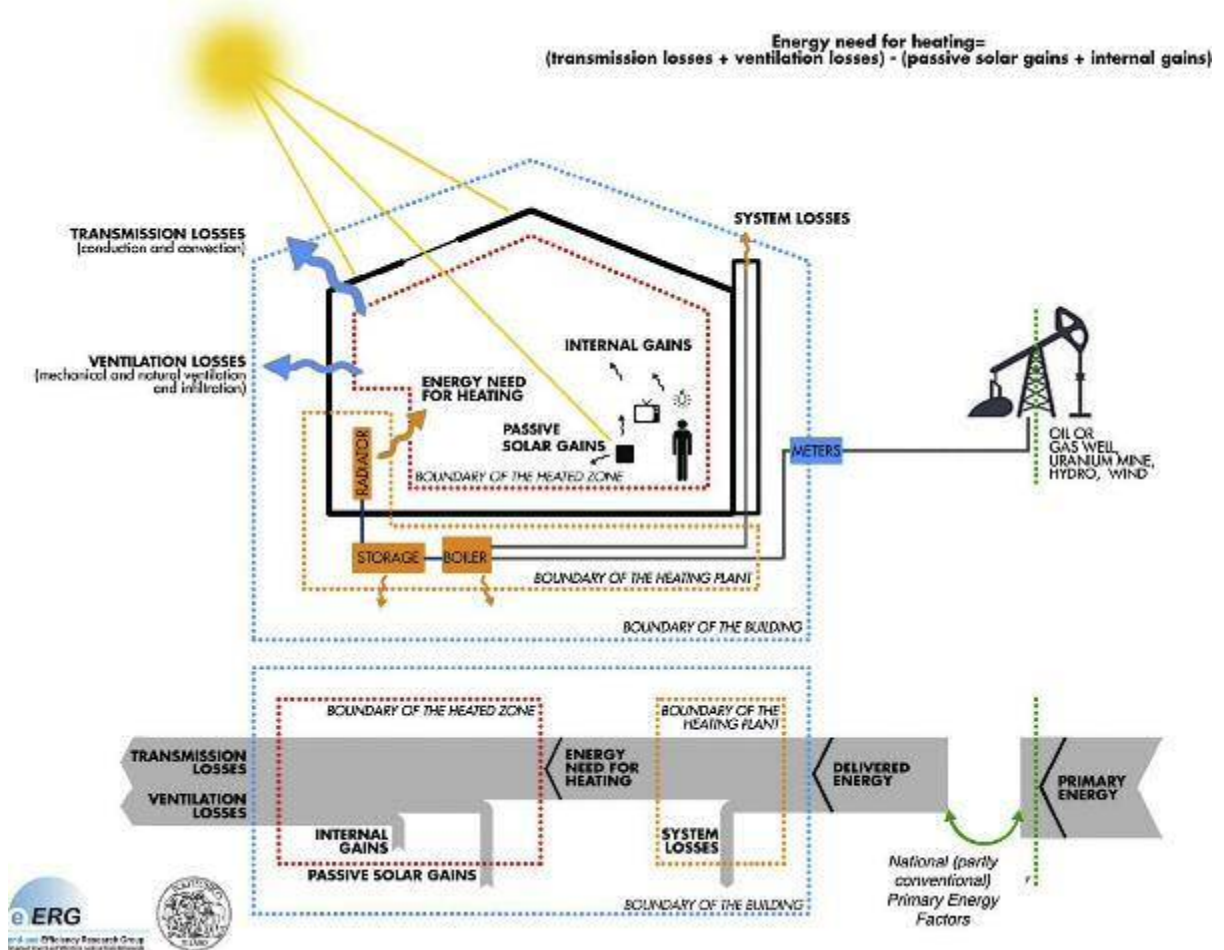 Energy need for heating=
(transmission losses + ventilation losses) - (passive solar gains + internal gains)
TRANSMISSION LOSSES
(conduction and convection)
SYSTEM LOSSES
VENTILATION LOSSES
(mechanical and natural ventilation
and infiltration)
INTERNAL GAINS
ENERGY NEED
FOR HEATING
PASSIVE
SOLAR GAINS
RADIATOR
BOUNDARY OF THE HEATED ZONE
METERS
OIL OR
GAS WELL,
URANIUM MINE,
HYDRO, WIND
STORAGE
BOILER
BOUNDARY OF THE HEATING PLANT
BOUNDARY OF THE BUILDING
BOUNDARY OF THE HEATED ZONE
BOUNDARY OF THE
HEATING PLANT
TRANSMISSION
LOSSES
VENTILATION
LOSSES
ENERGY
NEED FOR
HEATING
DELIVERED
ENERGY
PRIMARY
ENERGY
INTERNAL
GAINS
PASSIVE SOLAR GAINS
SYSTEM
LOSSES
BOUNDARY OF THE BUILDING
National (partly
conventional)
Primary Energy
Factors
e ERG
Efficiency Research Group